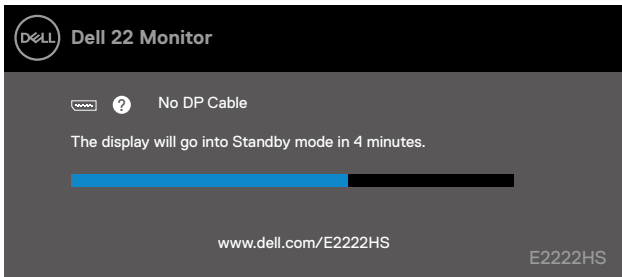 DELL Dell 22 Monitor
? No DP Cable
The display will go into Standby mode in 4 minutes.
www.dell.com/E2222HS
E2222HS